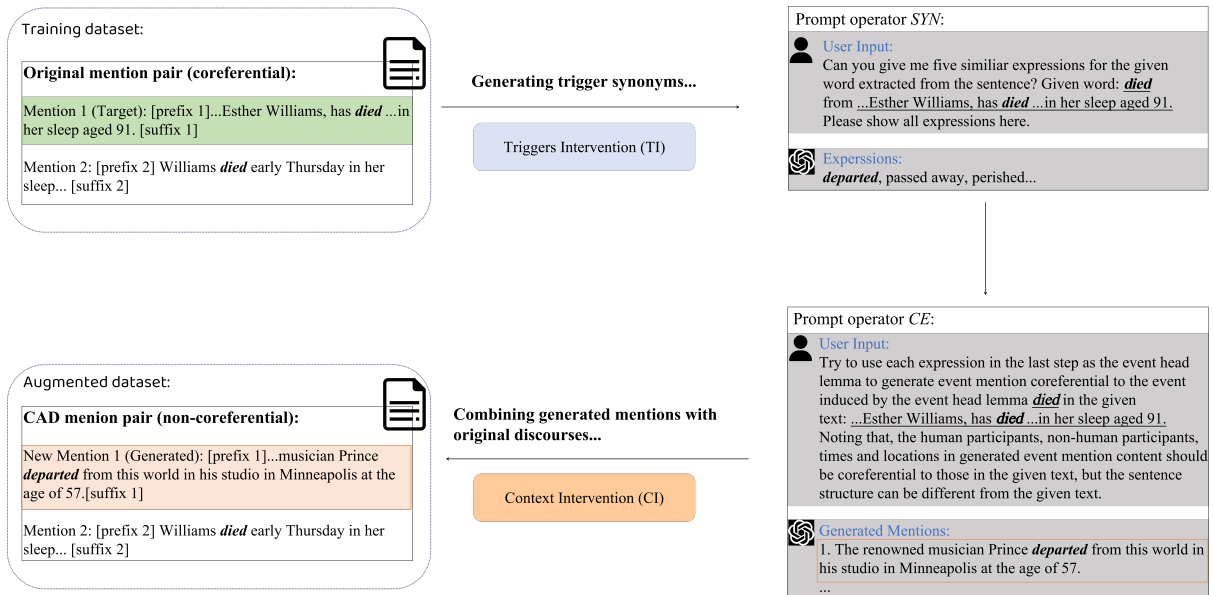 Training dataset:
Original mention pair (coreferential):
Mention 1 (Target): [prefix 1]...Esther Williams, has died ...in
her sleep aged 91. [suffix 1]
Mention 2: [prefix 2] Williams died early Thursday in her
sleep... [suffix 2]
Generating trigger synonyms...
Triggers Intervention (TI)
Prompt operator SYN:
User Input:
Can you give me five similiar expressions for the given
word extracted from the sentence? Given word: died
from ...Esther Williams, has died ...in her sleep aged 91.
Please show all expressions here.
Experssions:
departed, passed away, perished...
Prompt operator CE:
User Input:
Try to use each expression in the last step as the event head
lemma to generate event mention coreferential to the event
induced by the event head lemma died in the given
text: ...Esther Williams, has died ...in her sleep aged 91.
Noting that, the human participants, non-human participants,
times and locations in generated event mention content should
be coreferential to those in the given text, but the sentence
structure can be different from the given text.
Generated Mentions:
1. The renowned musician Prince departed from this world in
his studio in Minneapolis at the age of 57.
...
Combining generated mentions with
original discourses...
Context Intervention (CI)
Augmented dataset:
CAD menion pair (non-coreferential):
New Mention 1 (Generated): [prefix 1]...musician Prince
departed from this world in his studio in Minneapolis at the
age of 57.[suffix 1]
Mention 2: [prefix 2] Williams died early Thursday in her
sleep... [suffix 2]